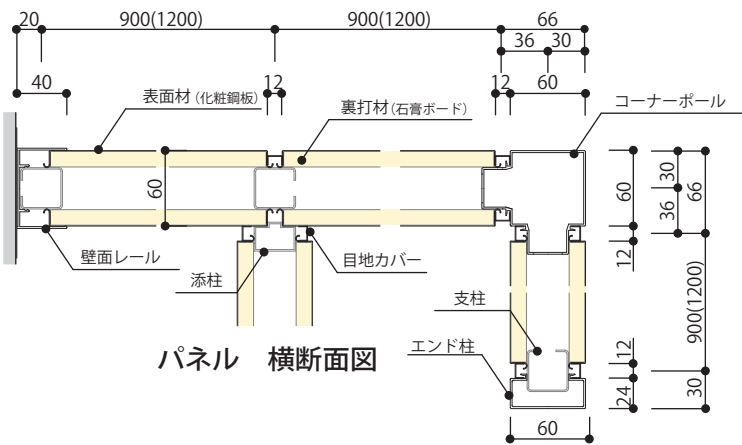 20 900(1200) 900(1200) 66
36 30
40 12 12 60
表面材(化粧鋼板)
裏打材(石膏ボード)
コーナーポール
60
60
30
36
66
壁面レール
添柱
目地カバー
12
900(1200)
支柱
パネル 横断面図
エンド柱
12
24
30
60